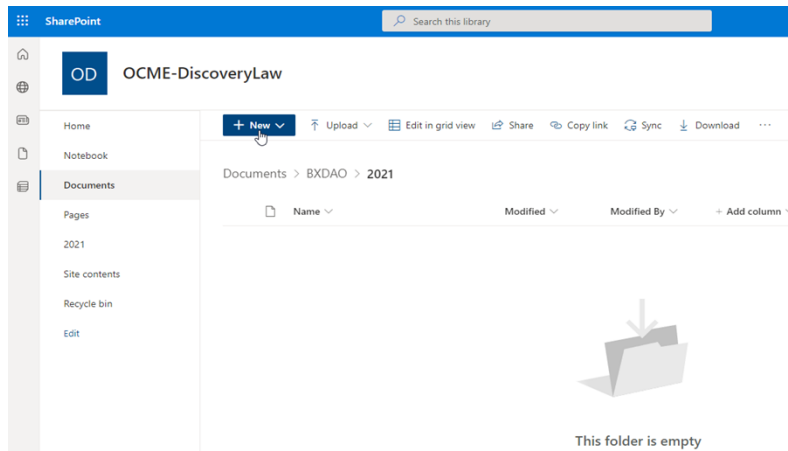 SharePoint
Search this library
OD
OCME-DiscoveryLaw
Home
Notebook
Documents
Pages
2021
Site contents
Recycle bin
Edit
New Upload Edit in grid view Share Copy link Sync Download ...
Documents > BXDAO > 2021
Name Modified Modified By + Add column
This folder is empty